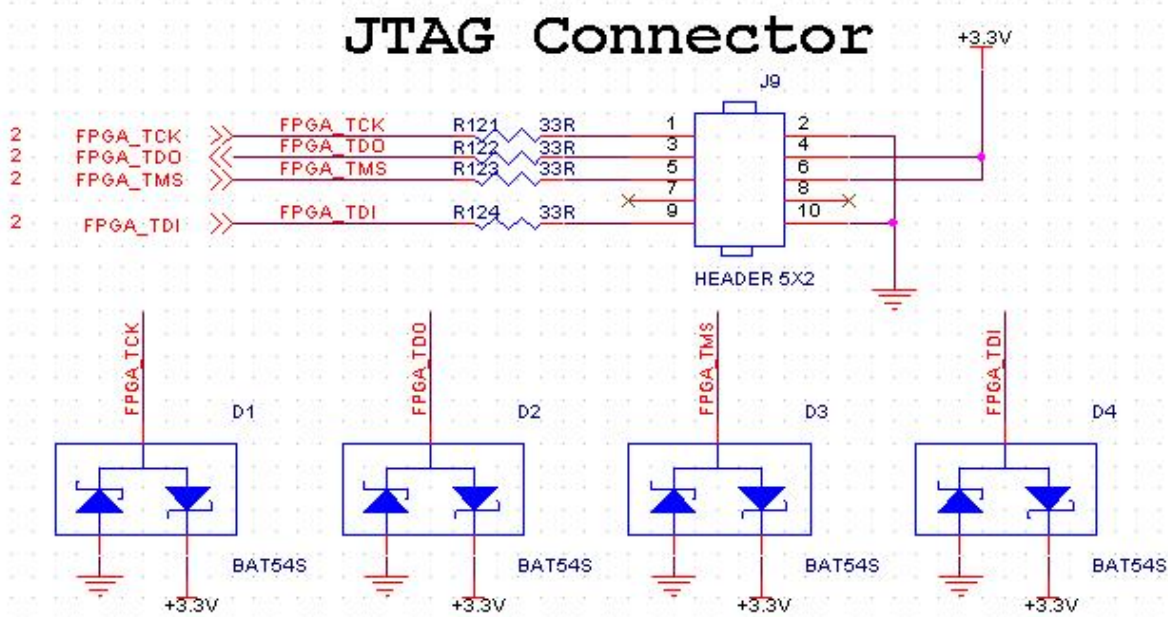 JTAG Connector
+3.3V
J9
2 FPGA_TCK FPGA_TCK R121 33R 1 2
2 FPGA_TDO FPGA_TDO R122 33R 3 4
2 FPGA_TMS FPGA_TMS R123 33R 5 6
7 8
2 FPGA_TDI FPGA_TDI R124 33R 9 10
HEADER 5X2
FPGA_TCK FPGA_TDO FPGA_TMS FPGA_TDI
D1 D2 D3 D4
BAT54S BAT54S BAT54S BAT54S
+3.3V +3.3V +3.3V +3.3V